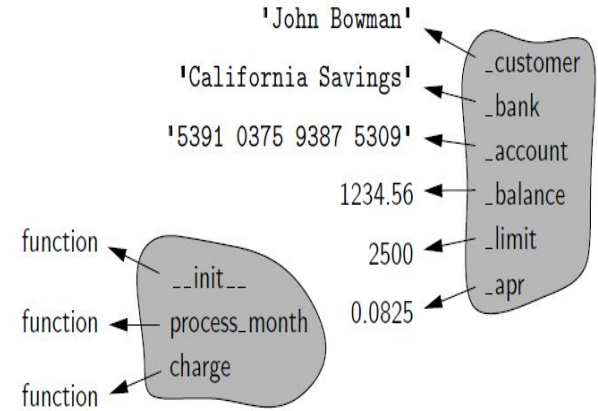 'John Bowman'
_customer
'California Savings'
_bank
'5391 0375 9387 5309'
_account
1234.56
_balance
2500
_limit
0.0825
_apr
function
__init__
function
process_month
function
charge